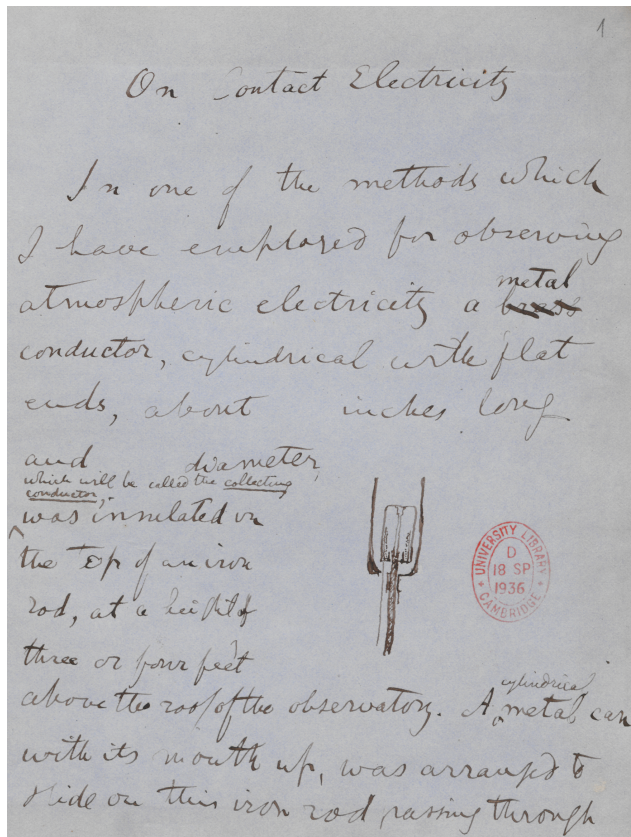 1
On Contact Electricity
In one of the methods which
I have employed for observing
atmospheric electricity a brass metal
conductor, cylindrical with flat
ends, about inches long
and diameter,
which will be called the collecting
conductor,
was insulated on
the top of an iron
rod, at a height of
three or four feet
above the roof of the observatory. A cylindrical metal can
with its mouth up, was arranged to
slide on this iron rod passing through
UNIVERSITY LIBRARY
D
18 SP
1936
CAMBRIDGE